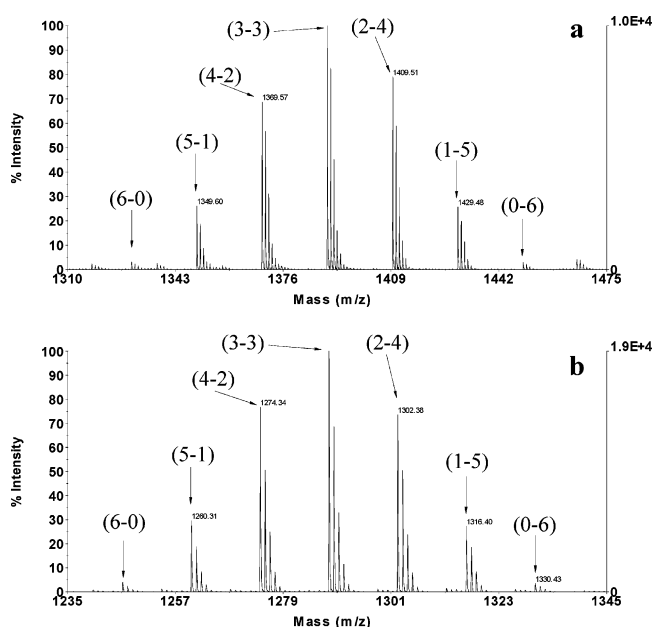 (3-3) (2-4) a 1.0E+4
100
90
80 (4-2) 1409.51
70 1369.57
60 (5-1)
50 (1-5)
40
30 (6-0) 1349.60 1429.48 (0-6)
20
10
0 0
% Intensity
1310 1343 1376 1409 1442 1475
Mass (m/z)
(3-3) (2-4) b 1.9E+4
100
90 (4-2)
80 1274.34 1302.38
70
60 (5-1)
50 (1-5)
40
30 (6-0) 1260.31 1316.40 (0-6)
20
10 1330.43
0 0
% Intensity
1235 1257 1279 1301 1323 1345
Mass (m/z)